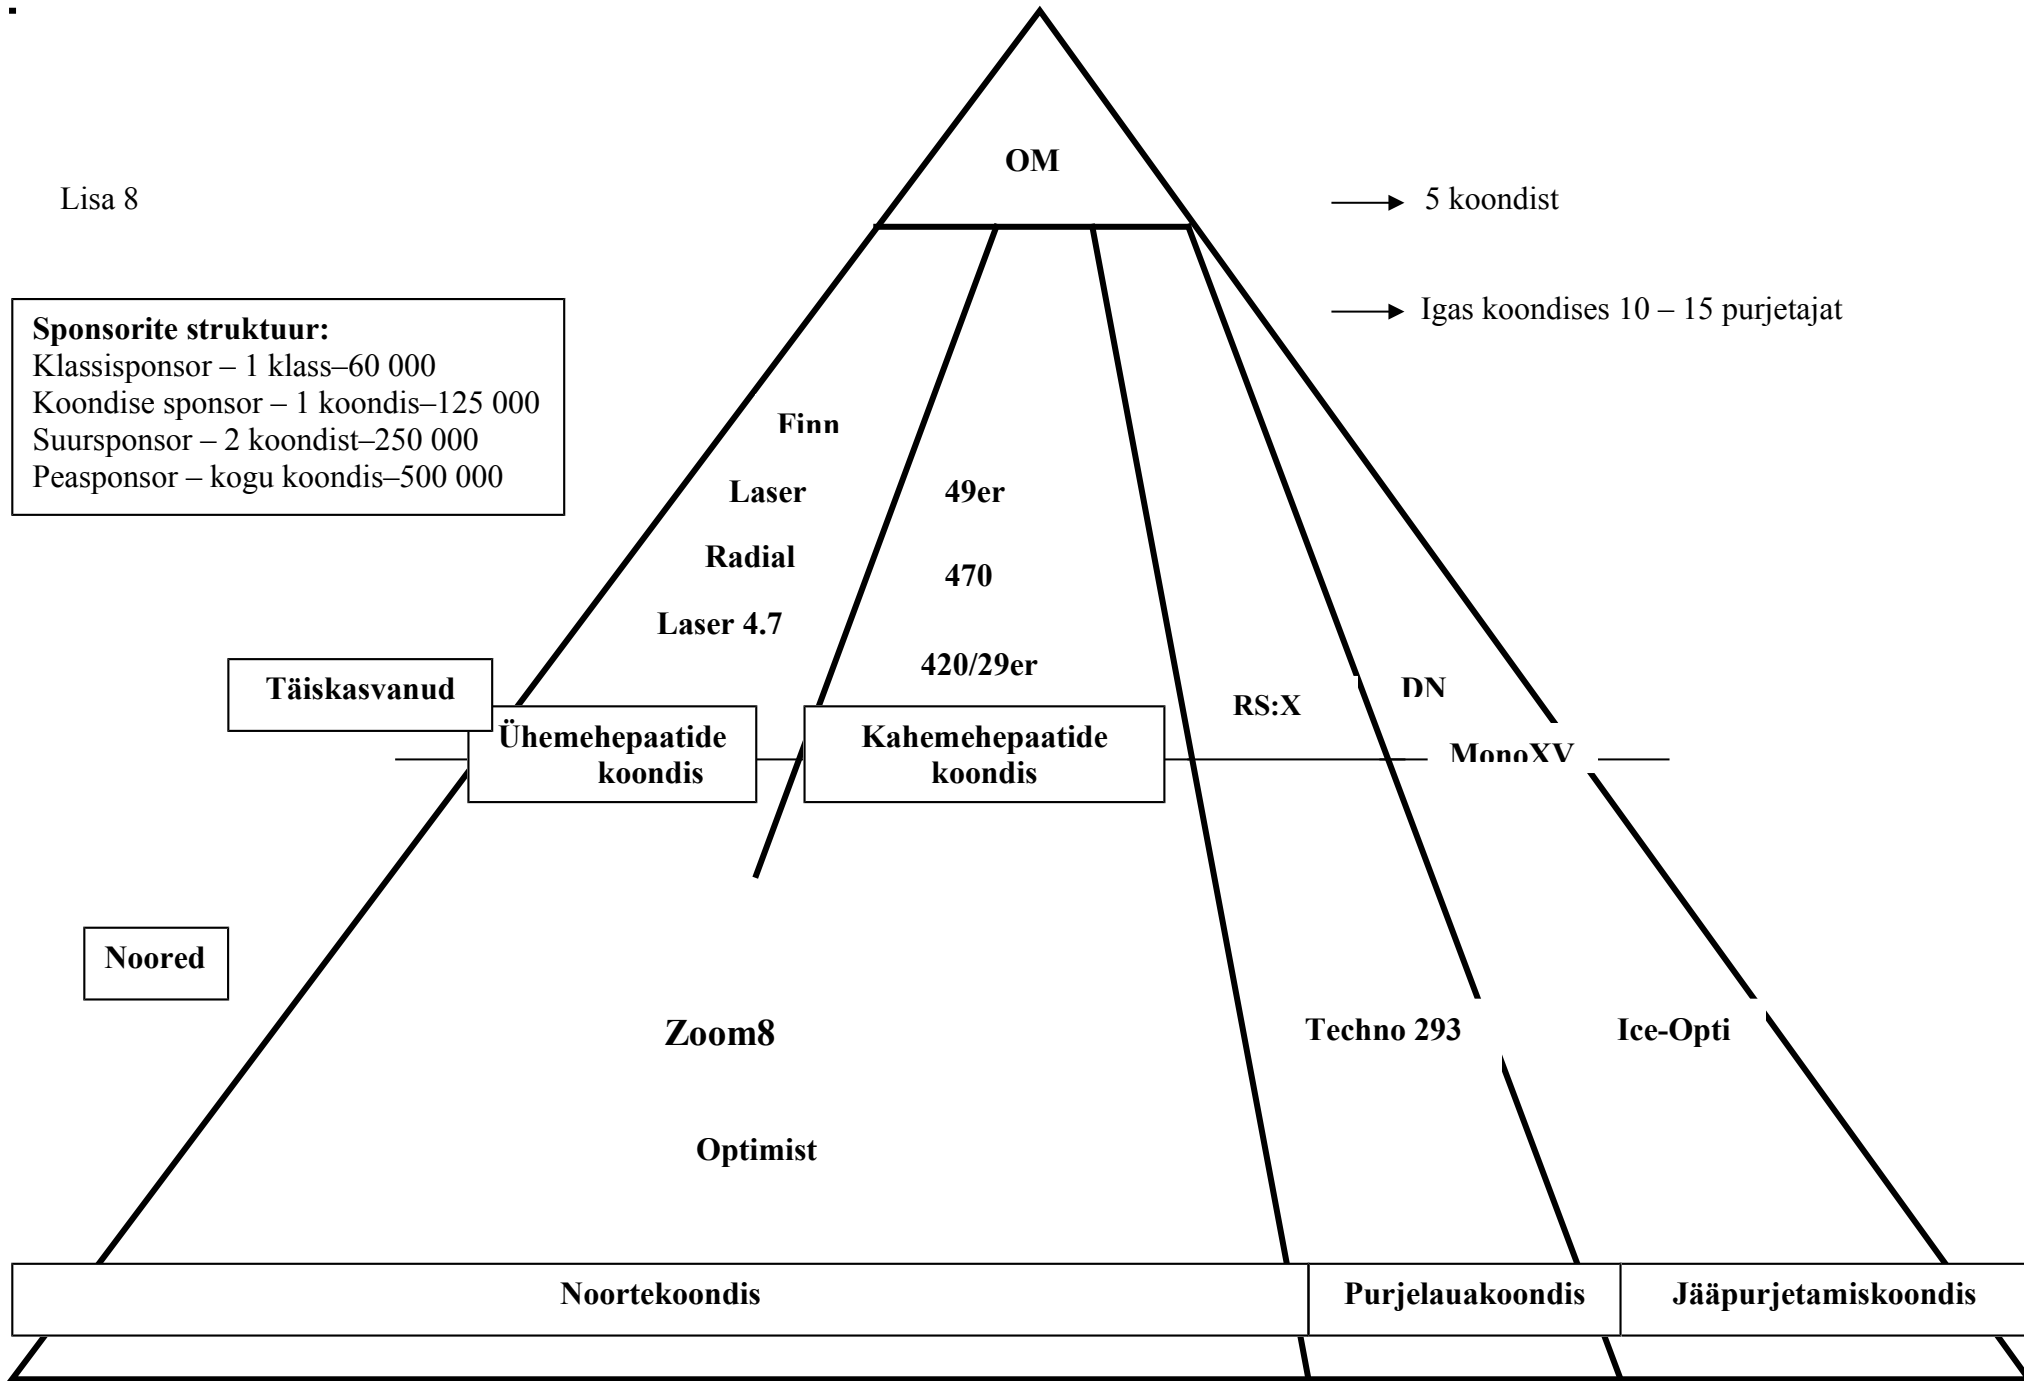 OM
Lisa 8
5 koondist
Igas koondises 10 – 15 purjetajat
Sponsorite struktuur:
Klassisponsor – 1 klass–60 000
Koondise sponsor – 1 koondis–125 000
Suursponsor – 2 koondist–250 000
Peasponsor – kogu koondis–500 000
Finn
Laser
49er
Radial
470
Laser 4.7
420/29er
Täiskasvanud
RS:X
DN
Ühemehepaatide
koondis
Kahemehepaatide
koondis
MonoXV
Noored
Zoom8
Techno 293
Ice-Opti
Optimist
Noortekoondis
Purjelauakoondis
Jääpurjetamiskoondis